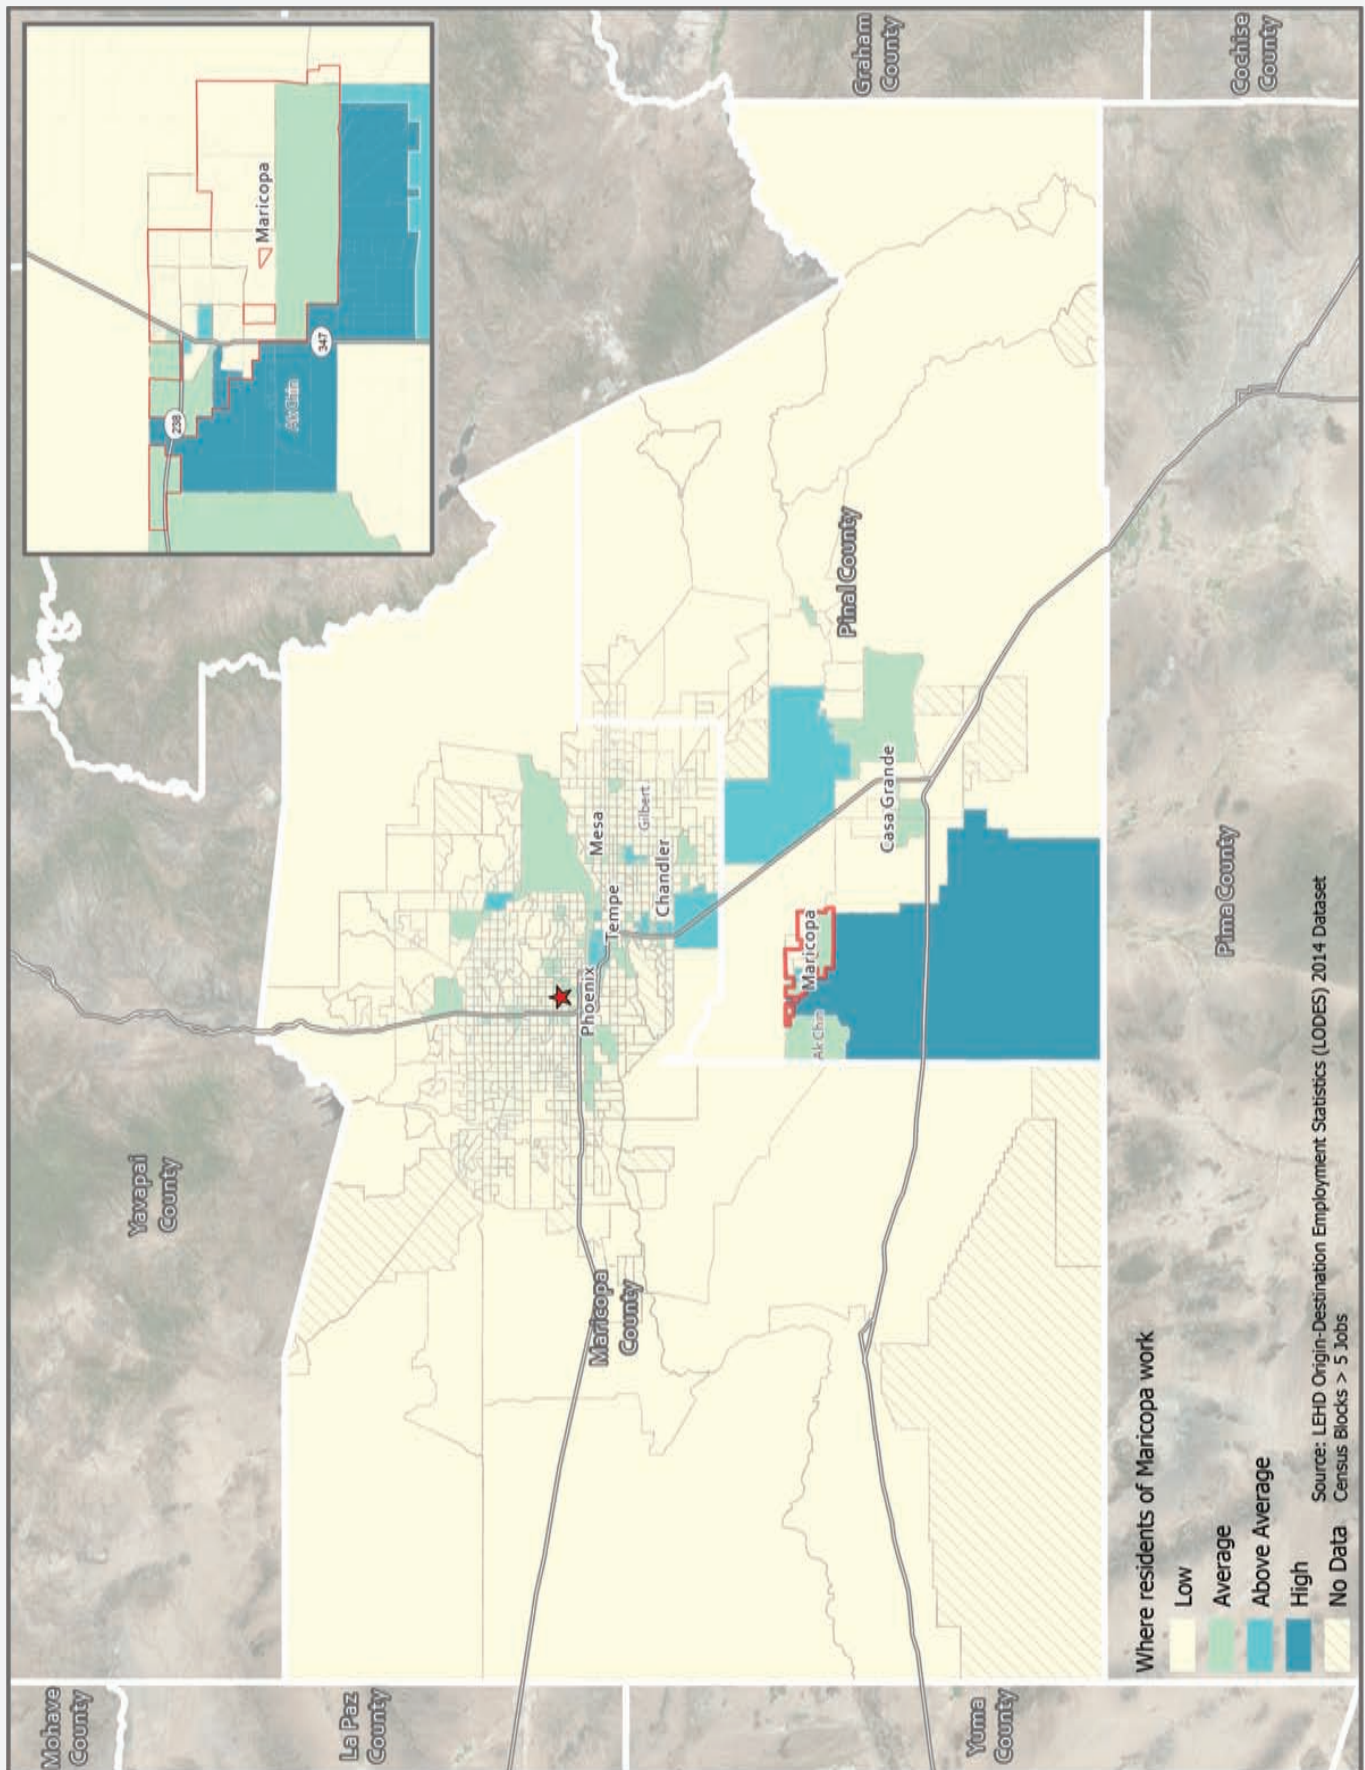 Mohave
County
La Paz
County
Yuma
County
Yavapai
County
Maricopa
County
Phoenix
Tempe
Mesa
Gilbert
Chandler
Maricopa
Ak Chin
Casa Grande
Pinal County
Pima County
Graham
County
Cochise
County
238
347
Maricopa
Ak Chin
Where residents of Maricopa work
Low
Average
Above Average
High
No Data
Source: LEHD Origin-Destination Employment Statistics (LODES) 2014 Dataset
Census Blocks > 5 Jobs